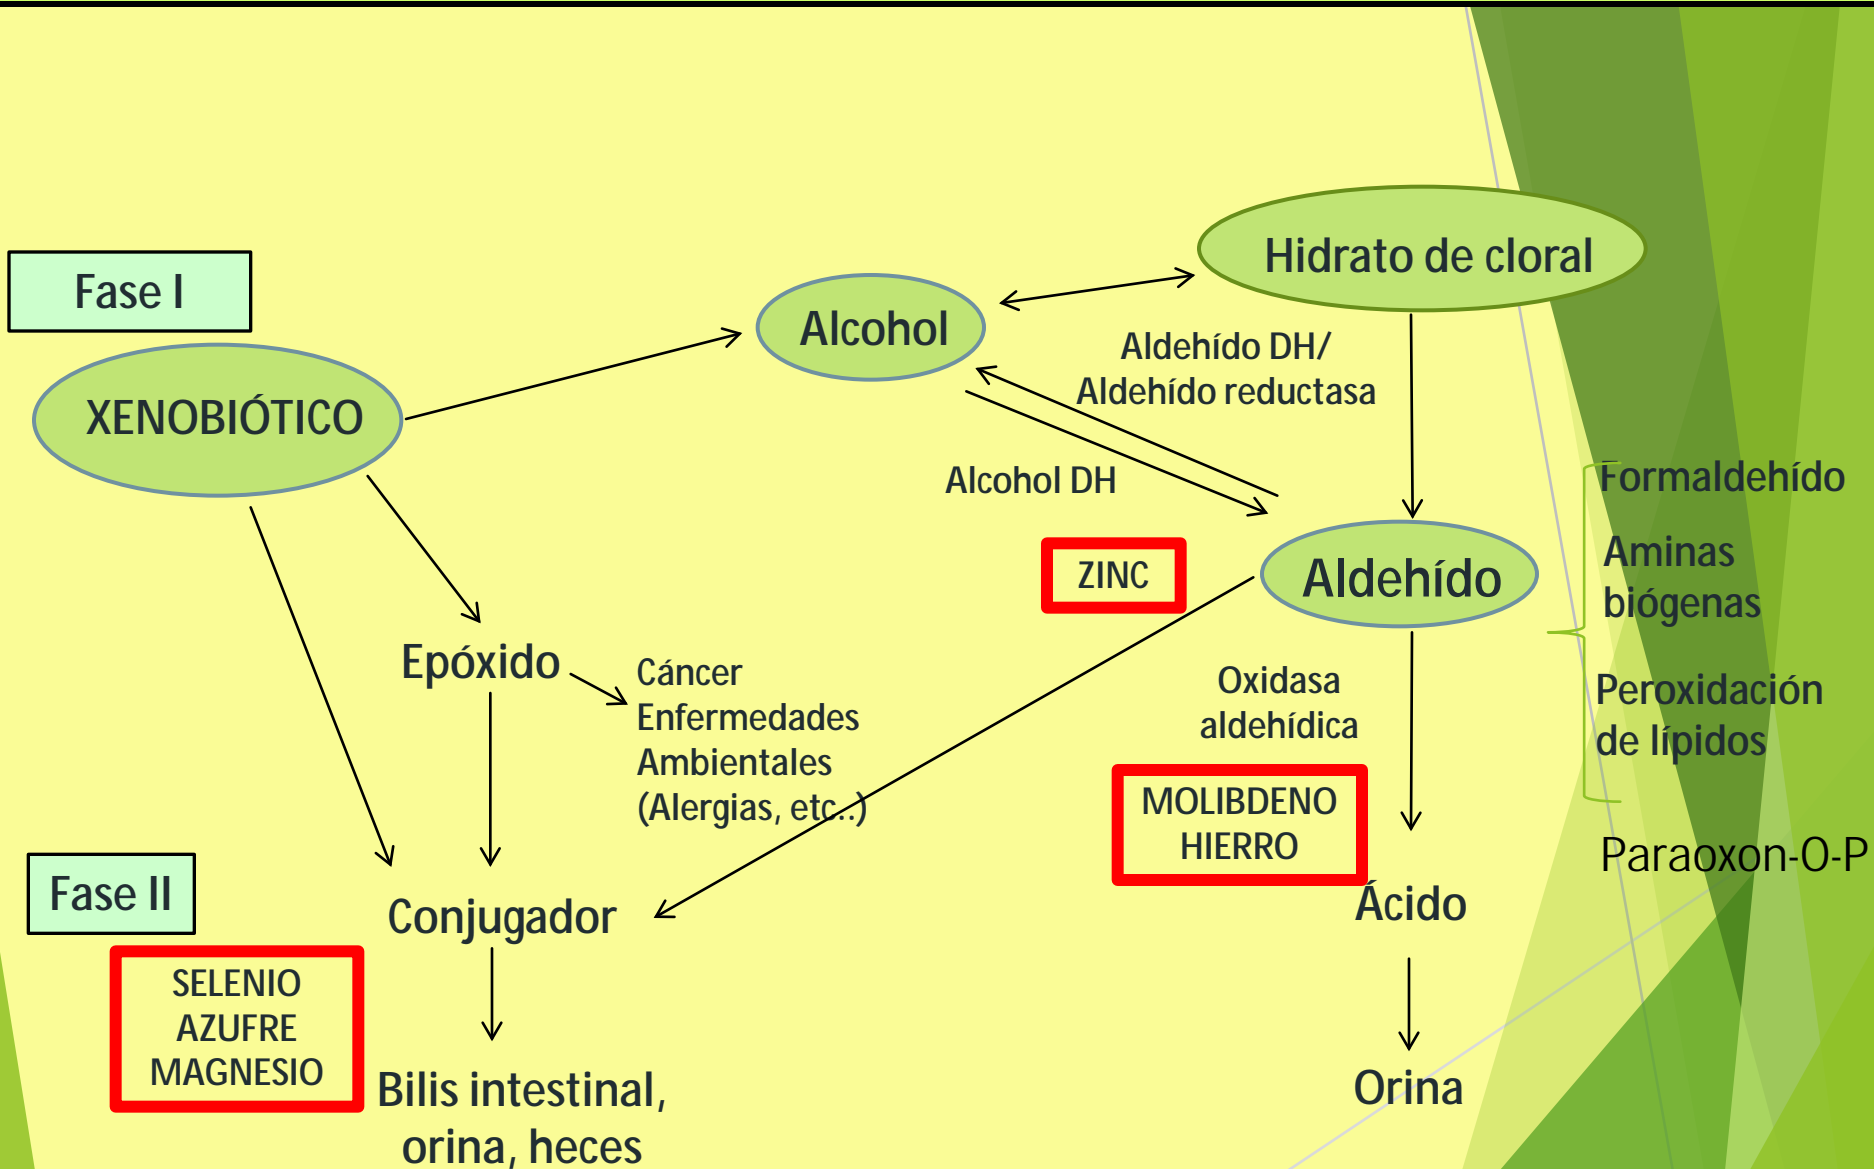 Fase I
XENOBIÓTICO
Alcohol
Hidrato de cloral
Aldehído DH/
Aldehído reductasa
Alcohol DH
ZINC
Aldehído
Formaldehído
Aminas
biógenas
Peroxidación
de lípidos
Paraoxon-O-P
Epóxido
Cáncer
Enfermedades
Ambientales
(Alergias, etc..)
Oxidasa
aldehídica
MOLIBDENO
HIERRO
Ácido
Orina
Fase II
Conjugador
SELENIO
AZUFRE
MAGNESIO
Bilis intestinal,
orina, heces